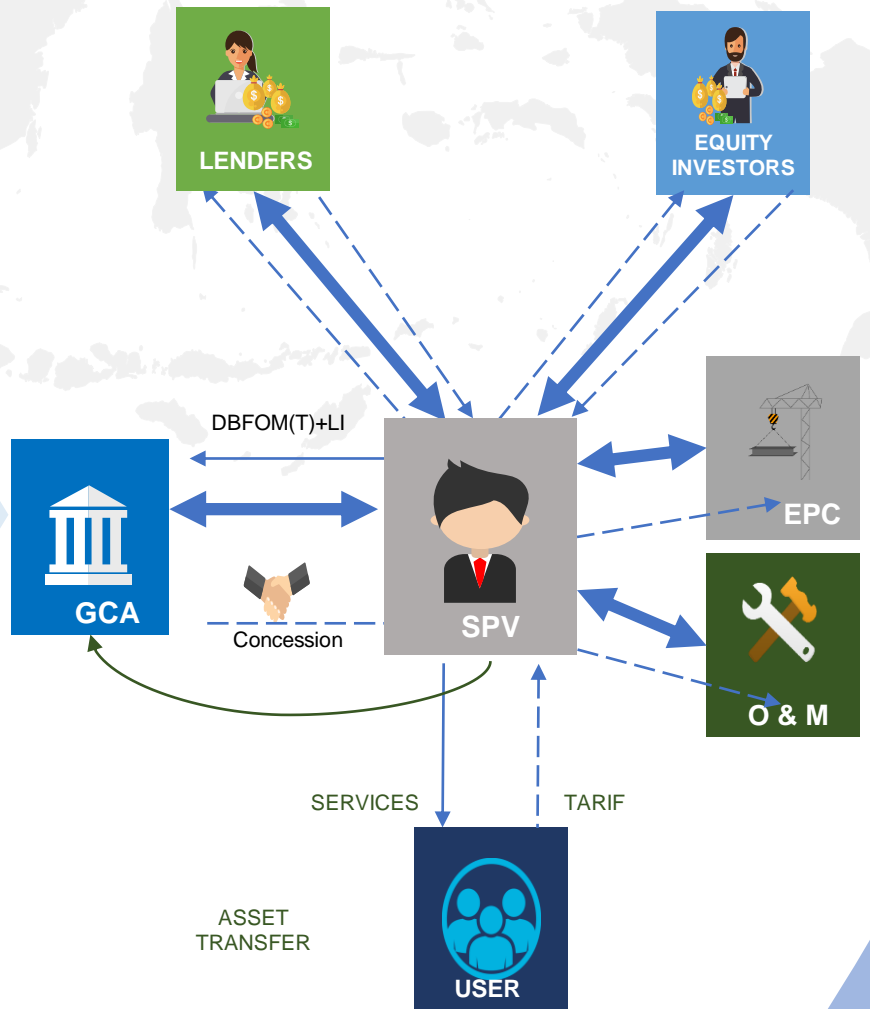 LENDERS
EQUITY
INVESTORS
DBFOM(T)+LI
GCA
Concession
SPV
EPC
O & M
SERVICES
TARIF
ASSET
TRANSFER
USER